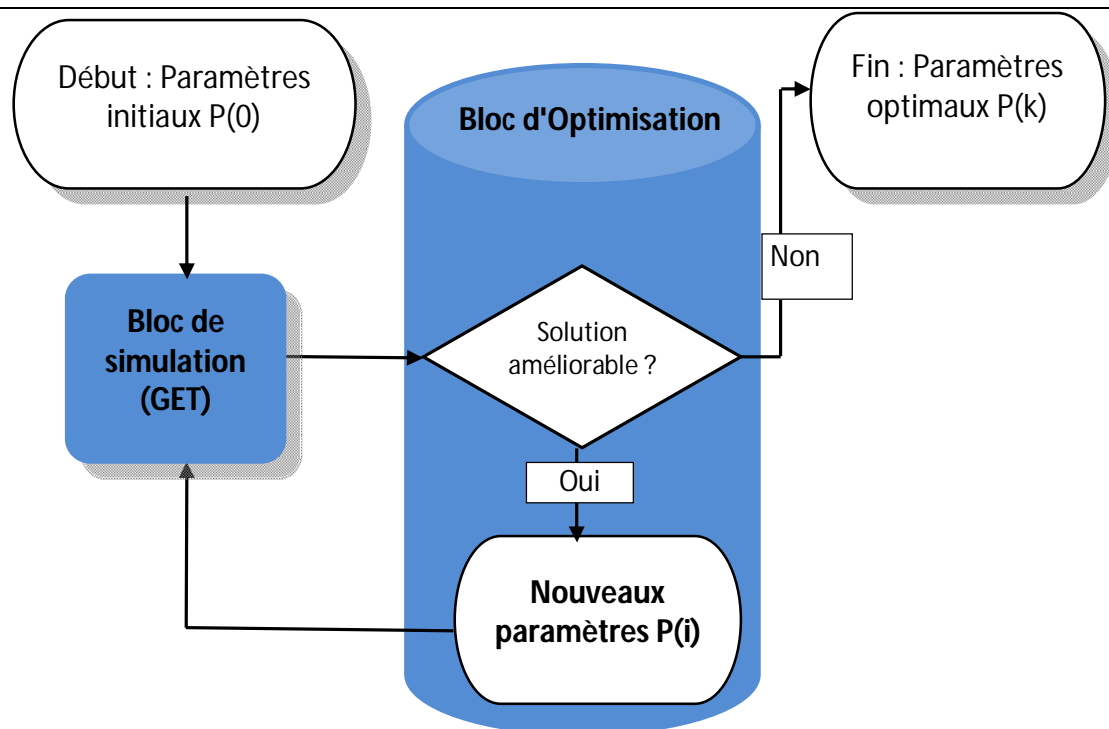 Début : Paramètres
initiaux P(0)
Bloc d'Optimisation
Fin : Paramètres
optimaux P(k)
Non
Bloc de
simulation
(GET)
Solution
améliorable ?
Oui
Nouveaux
paramètres P(i)